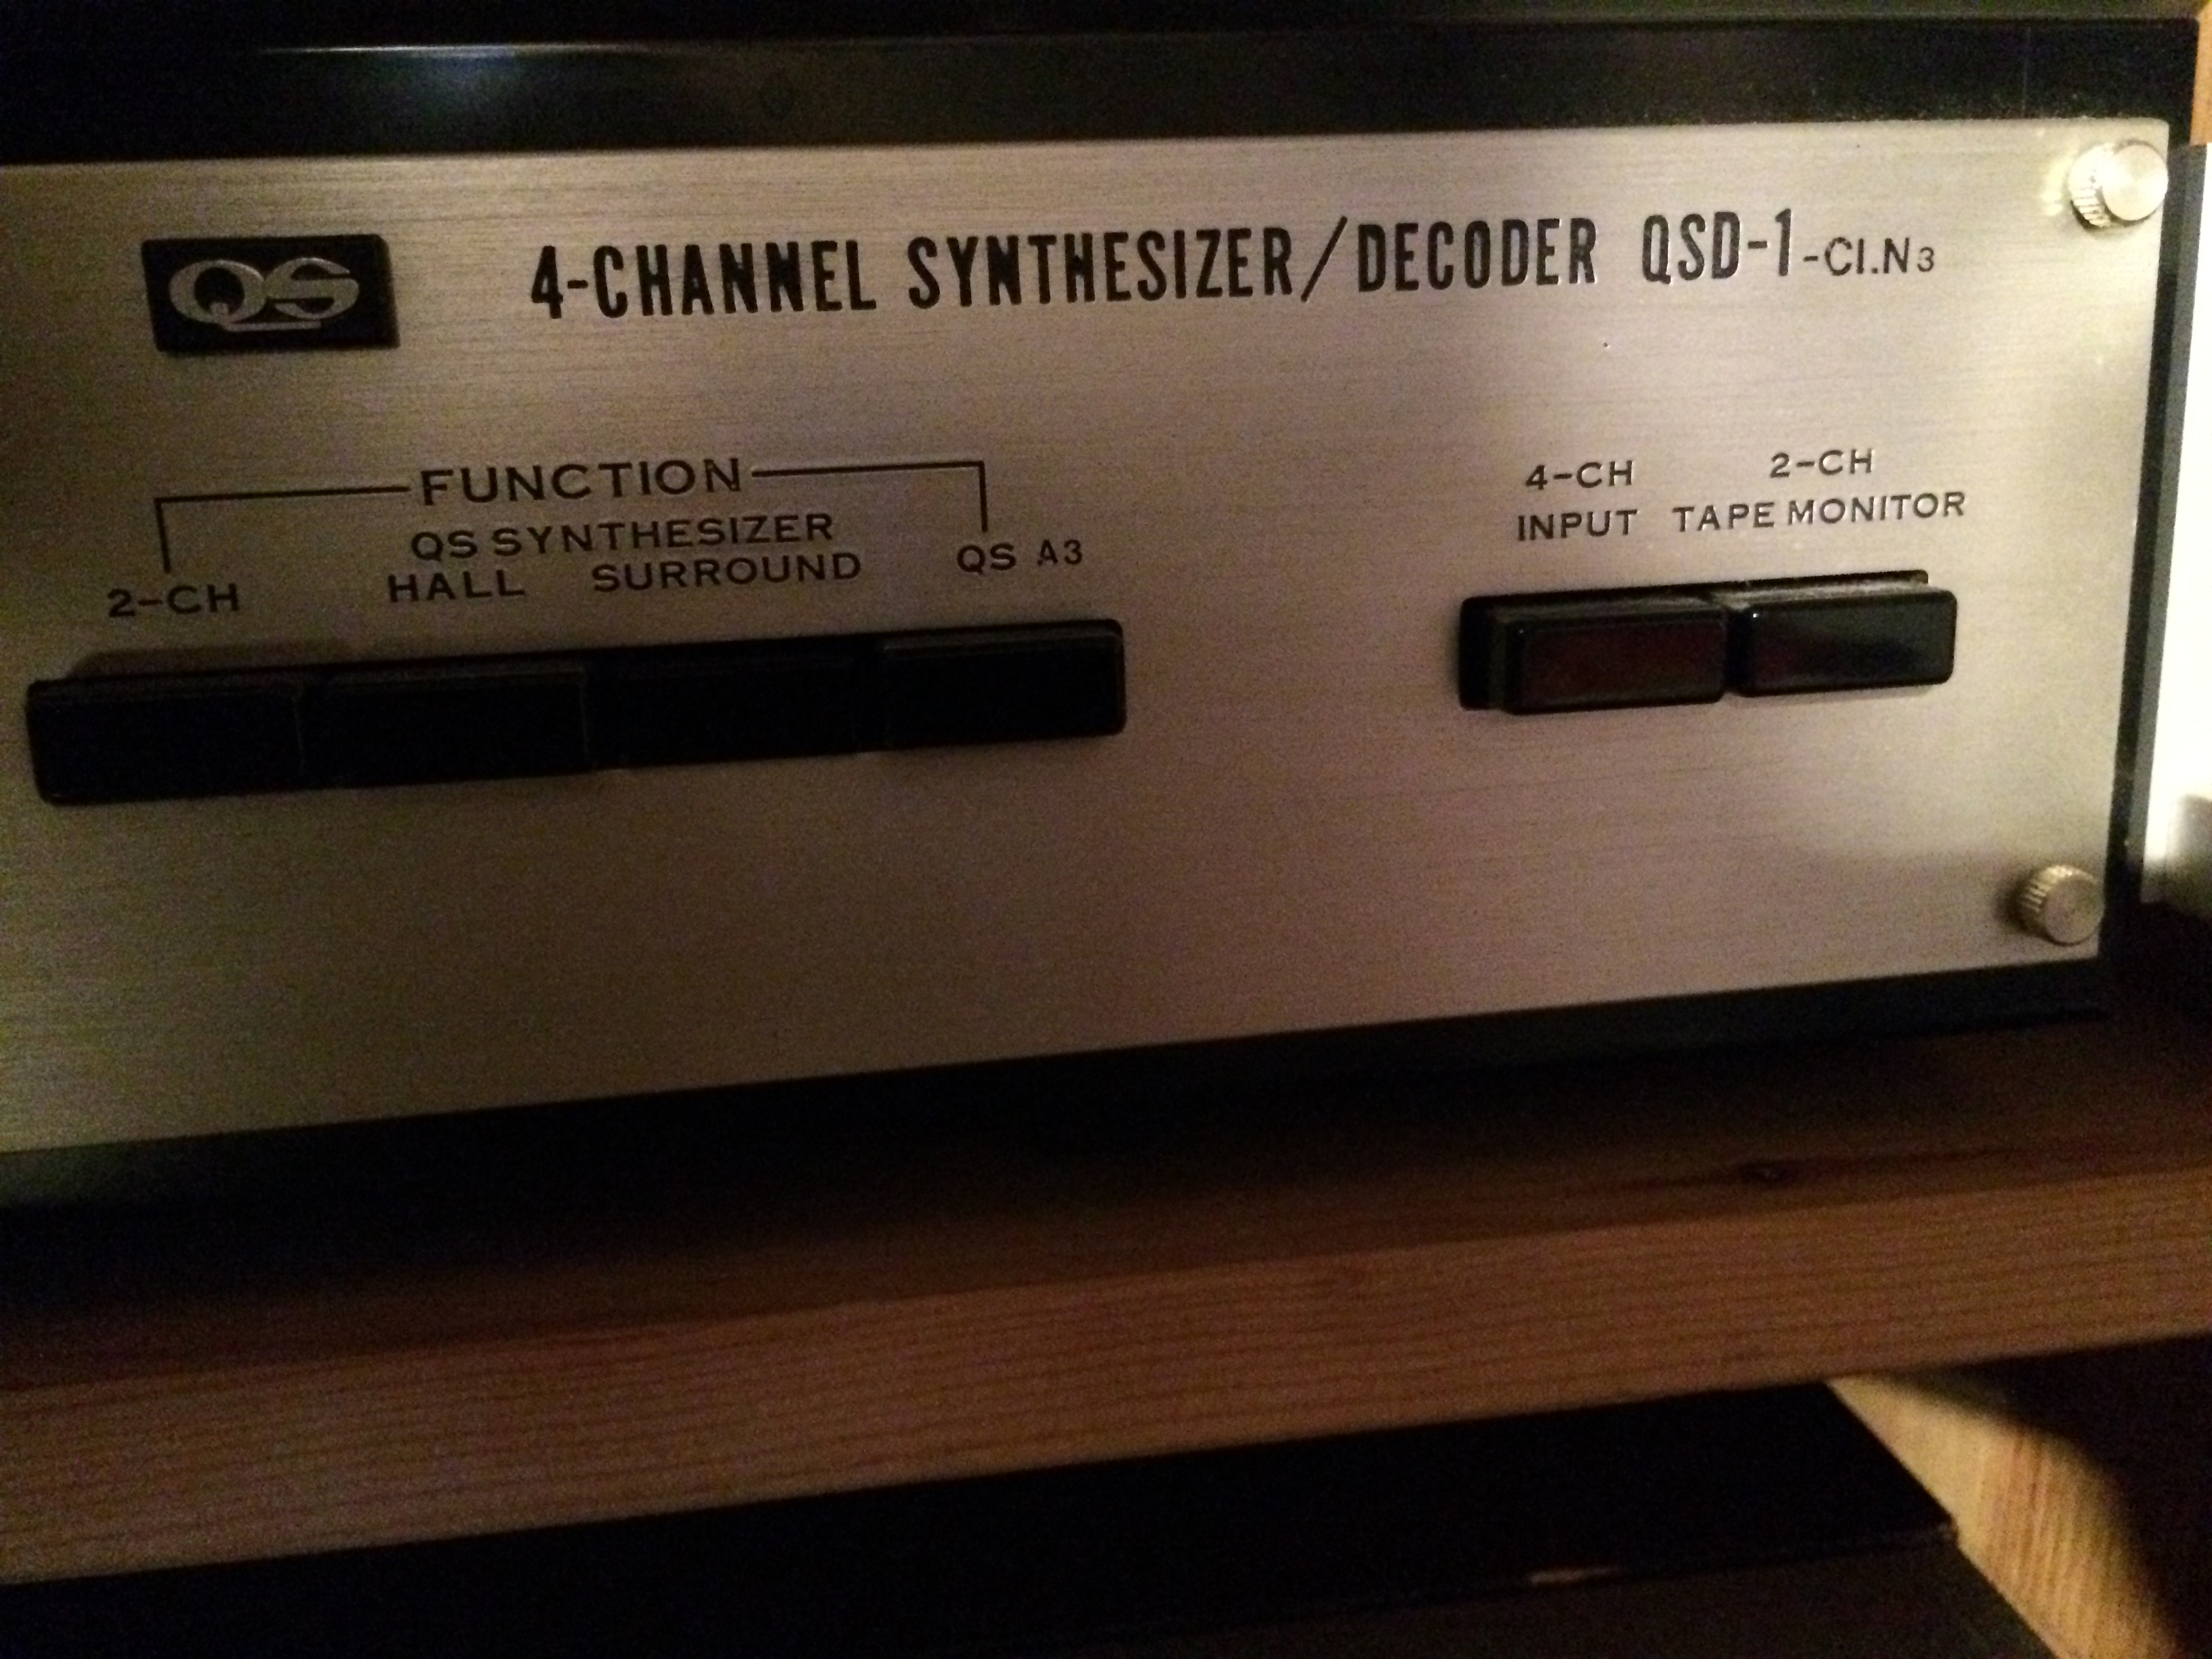 QS
4-CHANNEL SYNTHESIZER/DECODER QSD-1-CI.N3
FUNCTION
QS SYNTHESIZER
2-CH HALL SURROUND QS A3
4-CH 2-CH
INPUT TAPE MONITOR